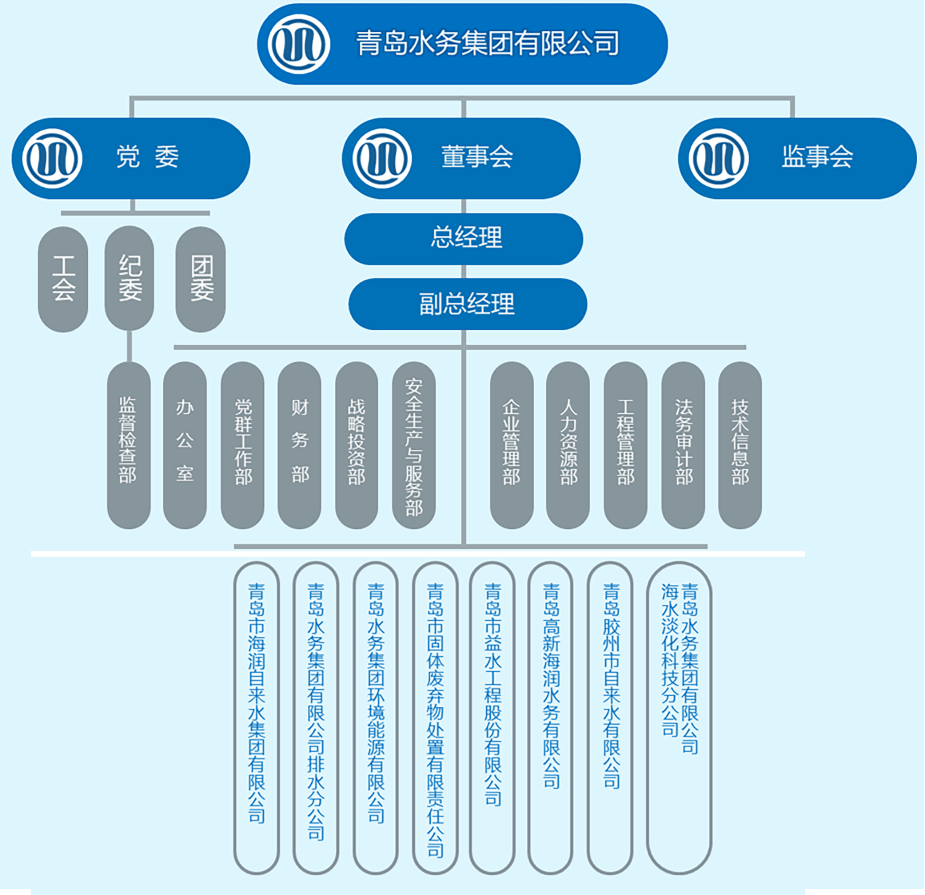 青岛水务集团有限公司
党 委
董事会
监事会
总经理
副总经理
工会
纪委
团委
监督检查部
办公室
党群工作部
财务部
战略投资部
安全生产与服务部
企业管理部
人力资源部
工程管理部
法务审计部
技术信息部
青岛市海润自来水集团有限公司
青岛水务集团有限公司排水分公司
青岛水务集团环境能源有限公司
青岛市固体废弃物处置有限责任公司
青岛市益水工程股份有限公司
青岛高新海润水务有限公司
青岛胶州市自来水有限公司
青岛水务集团有限公司
海水淡化科技分公司